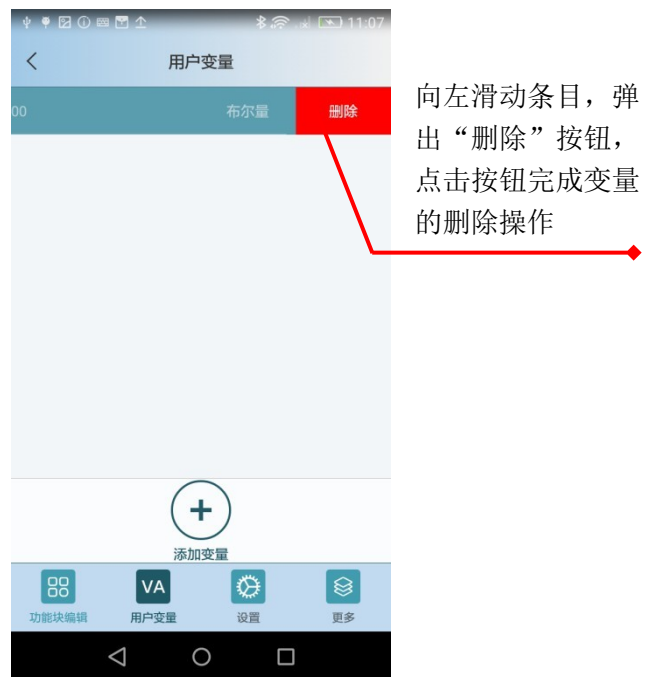 11:07
用户变量
00 布尔量 删除
向左滑动条目，弹
出“删除”按钮，
点击按钮完成变量
的删除操作
添加变量
VA
功能块编辑 用户变量 设置 更多